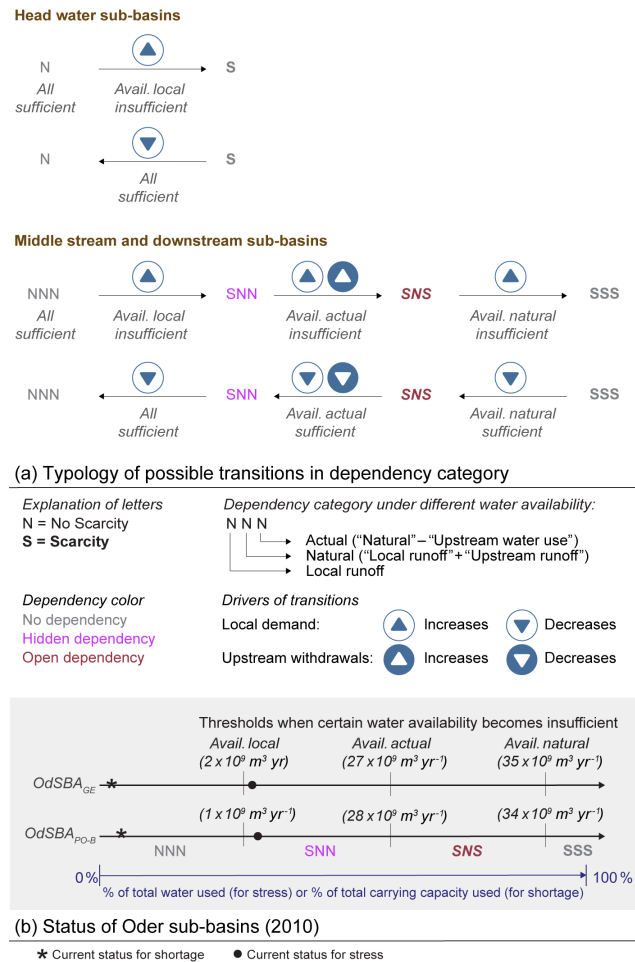 Head water sub-basins
N S
All sufficient
Avail. local insufficient
N S
All sufficient
Middle stream and downstream sub-basins
NNN SNN SNS SSS
All sufficient
Avail. local insufficient
Avail. actual insufficient
Avail. natural insufficient
NNN SNN SNS SSS
All sufficient
Avail. actual sufficient
Avail. natural sufficient
(a) Typology of possible transitions in dependency category
Explanation of letters
N = No Scarcity
S = Scarcity
Dependency category under different water availability:
N N N
Actual (“Natural”– “Upstream water use”)
Natural (“Local runoff”+ “Upstream runoff”)
Local runoff
Dependency color
No dependency
Hidden dependency
Open dependency
Drivers of transitions
Local demand: Increases Decreases
Upstream withdrawals: Increases Decreases
Thresholds when certain water availability becomes insufficient
Avail. local Avail. actual Avail. natural
(2 x 10⁹ m³ yr) (27 x 10⁹ m³ yr⁻¹) (35 x 10⁹ m³ yr⁻¹)
OdSBA_GE *
(1 x 10⁹ m³ yr⁻¹) (28 x 10⁹ m³ yr⁻¹) (34 x 10⁹ m³ yr⁻¹)
OdSBA_PO-B *
NNN SNN SNS SSS
0 % 100 %
% of total water used (for stress) or % of total carrying capacity used (for shortage)
(b) Status of Oder sub-basins (2010)
* Current status for shortage ● Current status for stress